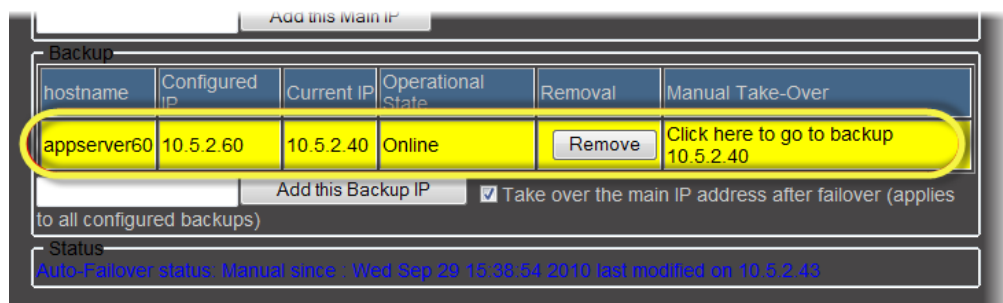 Add this Main IP
Backup
hostname Configured IP Current IP Operational State Removal Manual Take-Over
appserver60 10.5.2.60 10.5.2.40 Online Remove Click here to go to backup 10.5.2.40
Add this Backup IP Take over the main IP address after failover (applies
to all configured backups)
Status
Auto-Failover status: Manual since : Wed Sep 29 15:38:54 2010 last modified on 10.5.2.43